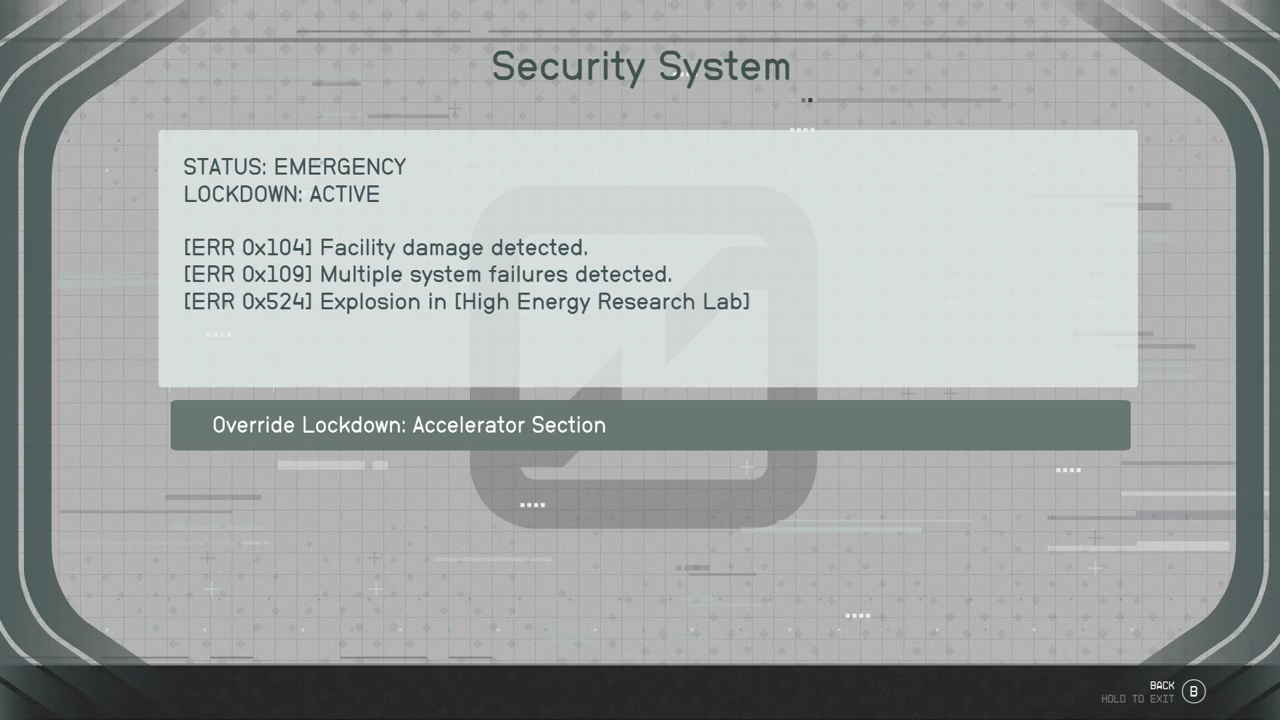 Security System
STATUS: EMERGENCY
LOCKDOWN: ACTIVE
[ERR 0x104] Facility damage detected.
[ERR 0x109] Multiple system failures detected.
[ERR 0x524] Explosion in [High Energy Research Lab]
Override Lockdown: Accelerator Section
BACK
HOLD TO EXIT
B